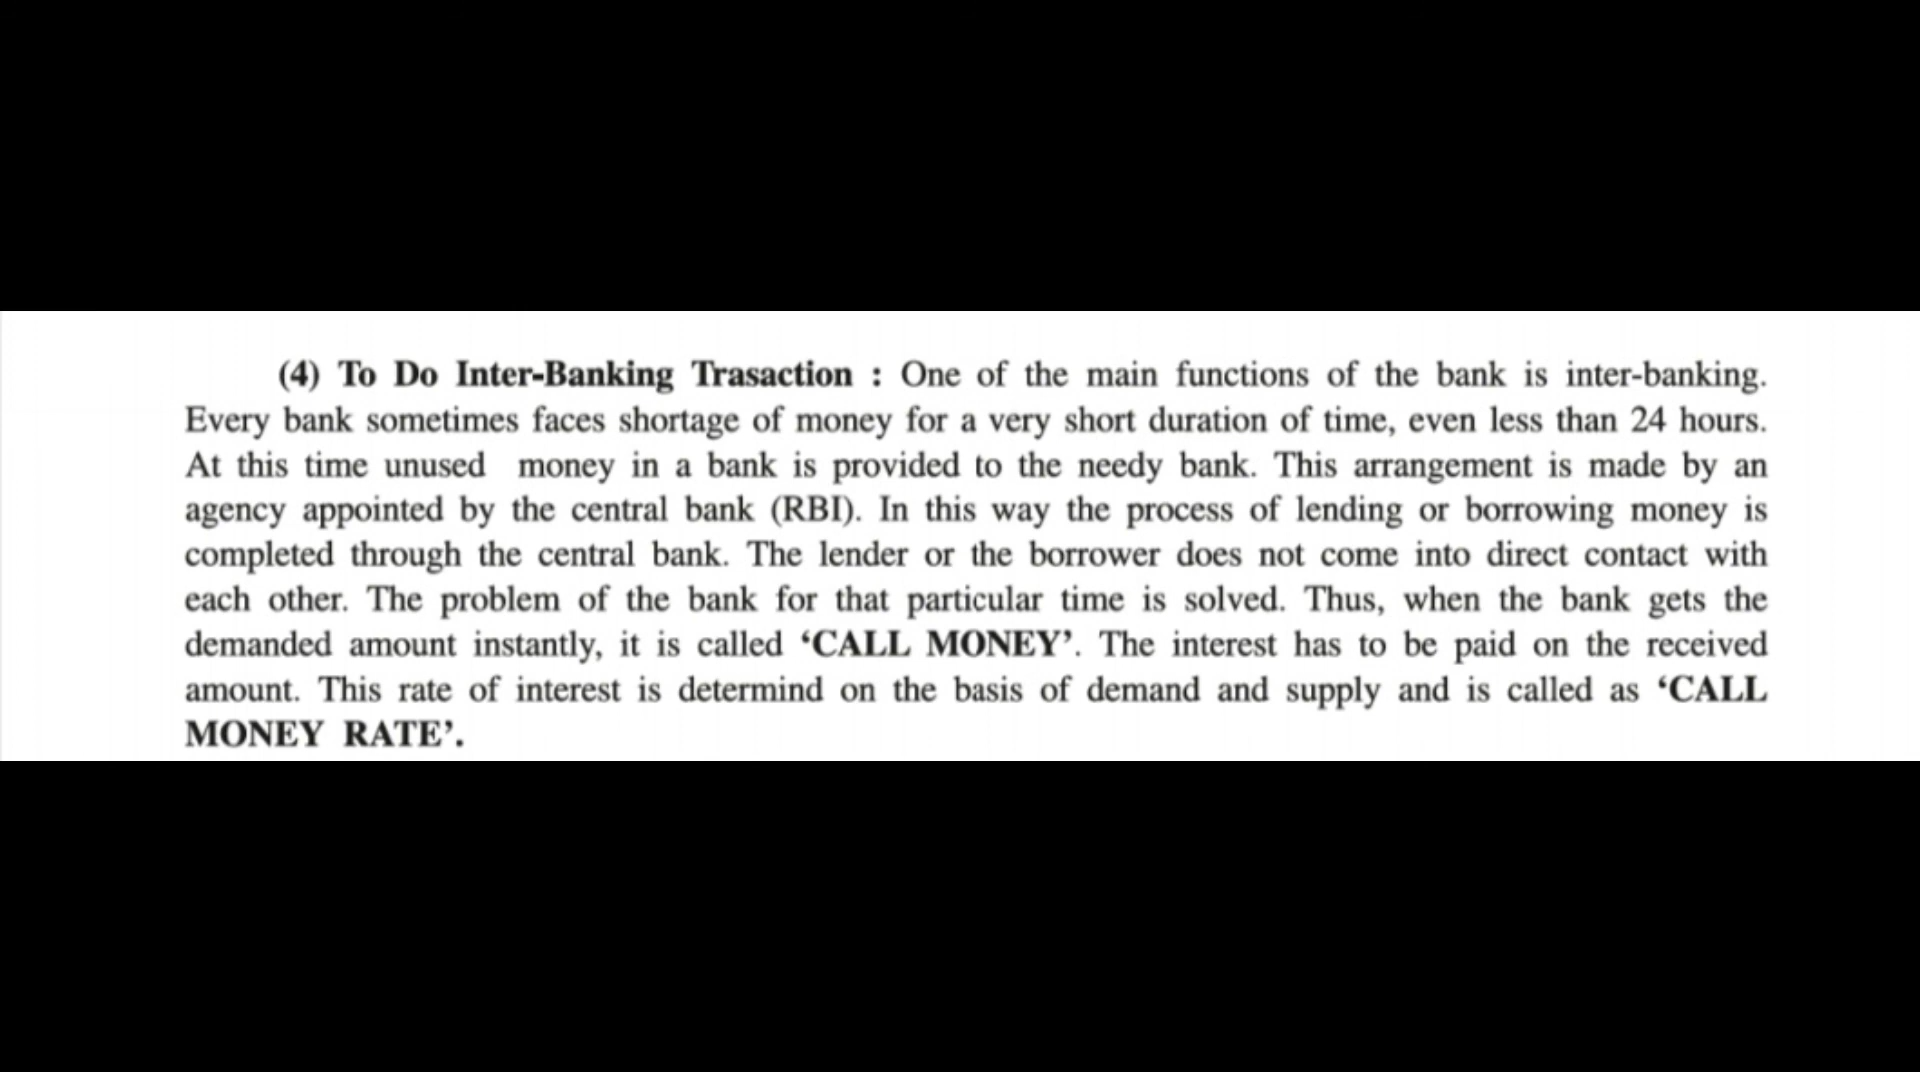 (4) To Do Inter-Banking Trasaction : One of the main functions of the bank is inter-banking.
Every bank sometimes faces shortage of money for a very short duration of time, even less than 24 hours.
At this time unused money in a bank is provided to the needy bank. This arrangement is made by an
agency appointed by the central bank (RBI). In this way the process of lending or borrowing money is
completed through the central bank. The lender or the borrower does not come into direct contact with
each other. The problem of the bank for that particular time is solved. Thus, when the bank gets the
demanded amount instantly, it is called ‘CALL MONEY’. The interest has to be paid on the received
amount. This rate of interest is determind on the basis of demand and supply and is called as ‘CALL
MONEY RATE’.